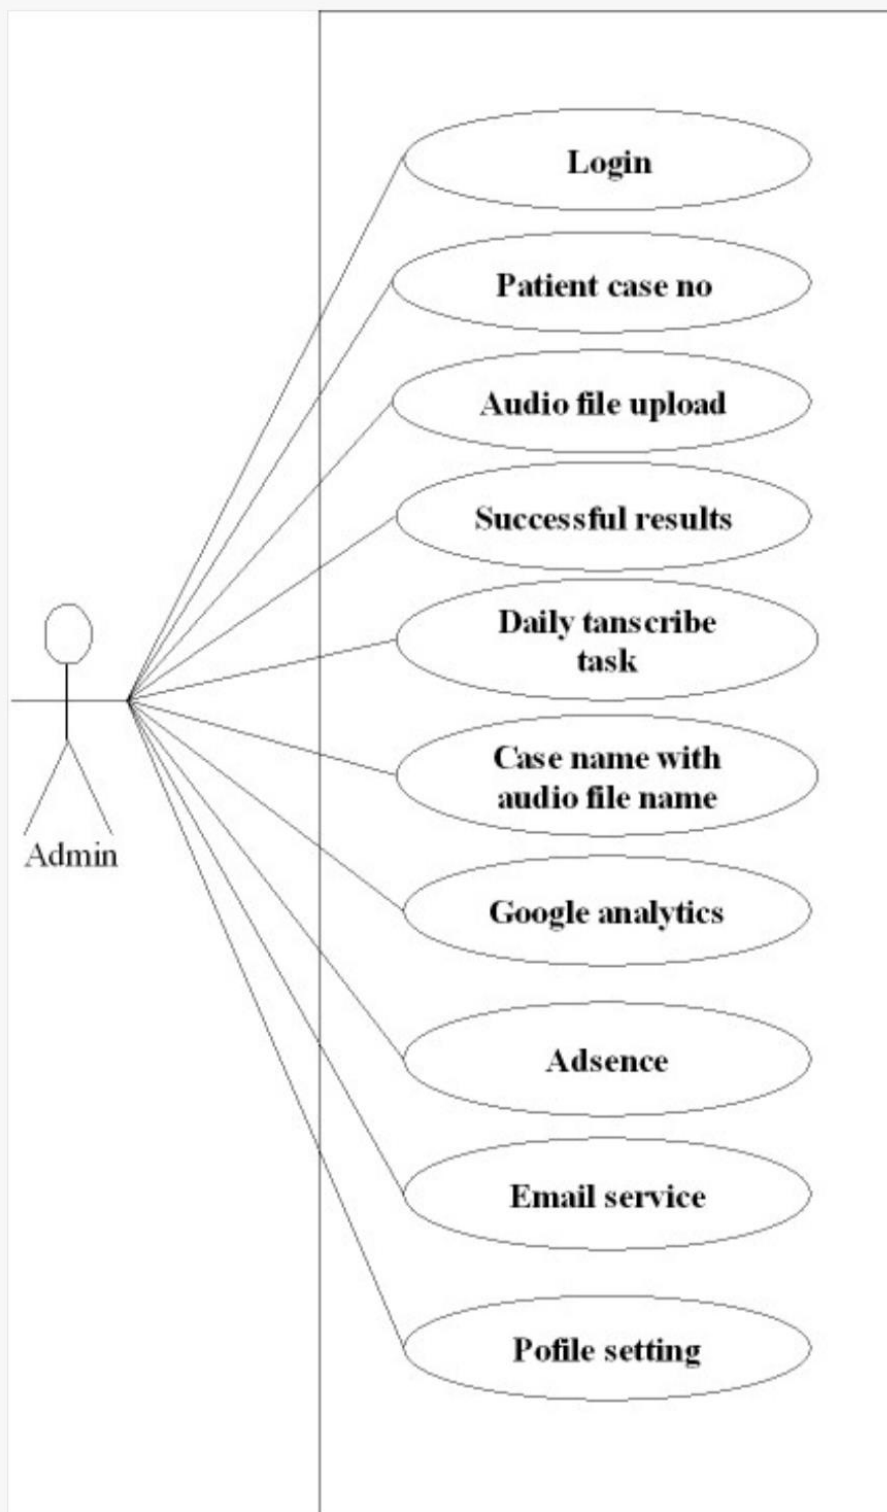 Login
Patient case no
Audio file upload
Successful results
Daily tanscribe
task
Case name with
audio file name
Admin
Google analytics
Adsence
Email service
Pofile setting